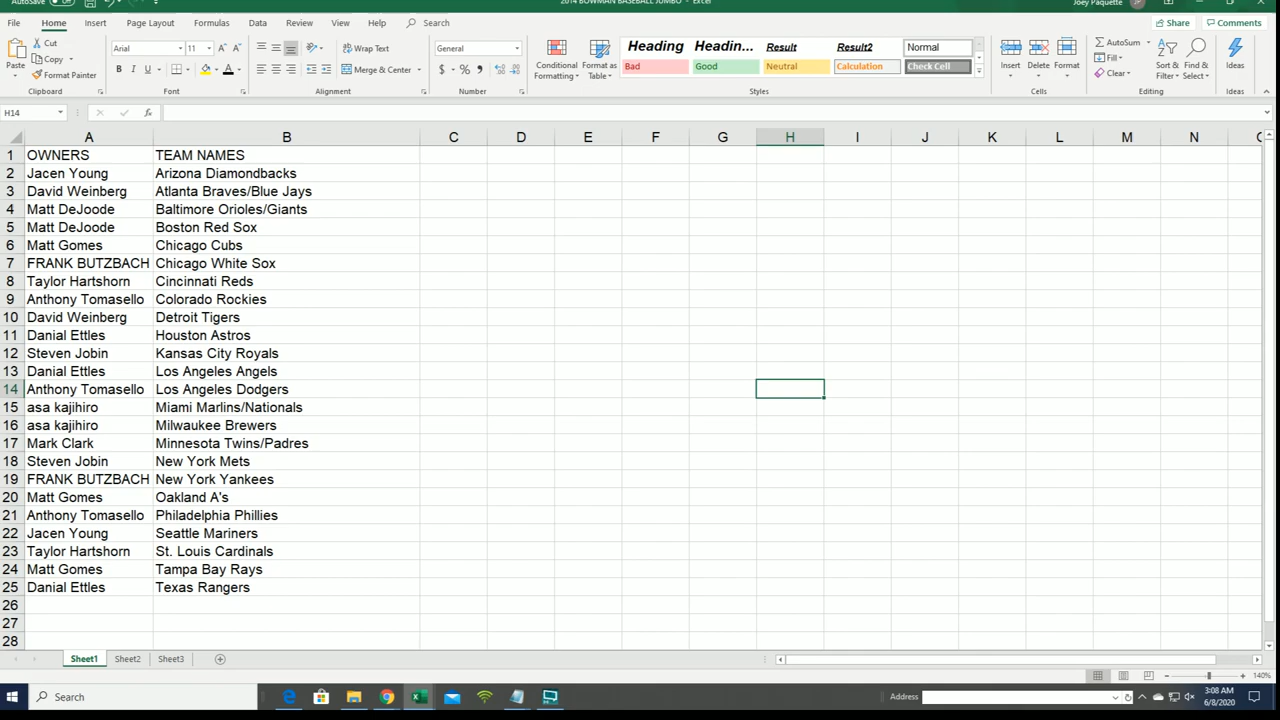 AutoSave Off 2014 BOWMAN BASEBALL JUMBO - Excel Joey Paquette JP
File Home Insert Page Layout Formulas Data Review View Help Search Share Comments
Paste Cut Copy Format Painter Clipboard
Arial 11 A A B I U A Font
Wrap Text Merge & Center Alignment
General $ % , Number
Conditional Formatting Format as Table
Heading Headin... Result Result2 Normal
Bad Good Neutral Calculation Check Cell
Styles
Insert Delete Format Cells
AutoSum Fill Clear Sort & Filter Find & Select Editing
Ideas Ideas
H14 fx
A B C D E F G H I J K L M N
1 OWNERS TEAM NAMES
2 Jacen Young Arizona Diamondbacks
3 David Weinberg Atlanta Braves/Blue Jays
4 Matt DeJoode Baltimore Orioles/Giants
5 Matt DeJoode Boston Red Sox
6 Matt Gomes Chicago Cubs
7 FRANK BUTZBACH Chicago White Sox
8 Taylor Hartshorn Cincinnati Reds
9 Anthony Tomasello Colorado Rockies
10 David Weinberg Detroit Tigers
11 Danial Ettles Houston Astros
12 Steven Jobin Kansas City Royals
13 Danial Ettles Los Angeles Angels
14 Anthony Tomasello Los Angeles Dodgers
15 asa kajihiro Miami Marlins/Nationals
16 asa kajihiro Milwaukee Brewers
17 Mark Clark Minnesota Twins/Padres
18 Steven Jobin New York Mets
19 FRANK BUTZBACH New York Yankees
20 Matt Gomes Oakland A's
21 Anthony Tomasello Philadelphia Phillies
22 Jacen Young Seattle Mariners
23 Taylor Hartshorn St. Louis Cardinals
24 Matt Gomes Tampa Bay Rays
25 Danial Ettles Texas Rangers
26
27
28
Sheet1 Sheet2 Sheet3
140%
Search Address 3:08 AM
6/8/2020